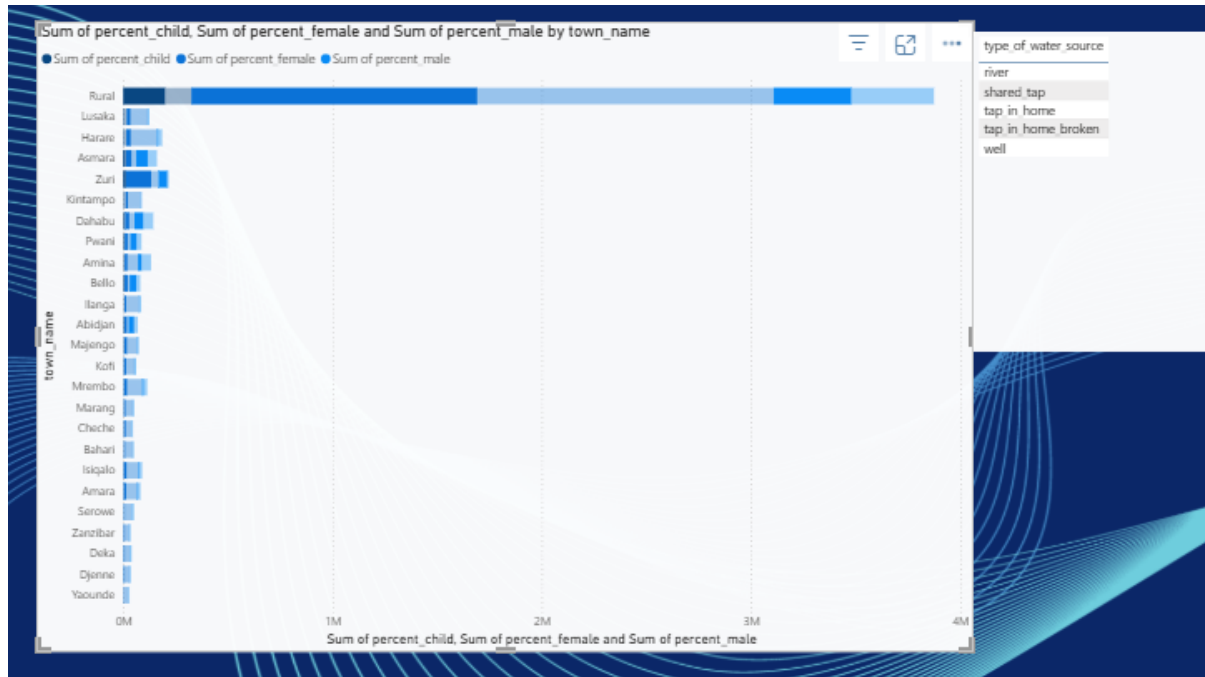 Sum of percent_child, Sum of percent_female and Sum of percent_male by town_name
Sum of percent_child Sum of percent_female Sum of percent_male
Rural
Lusaka
Harare
Asmara
Zuri
Kintampo
Dahabu
Pwani
Amina
Bello
Ilanga
Abidjan
Majengo
Kofi
Mrembo
Marang
Cheche
Bahari
Isiqalo
Amara
Serowe
Zanzibar
Deka
Djenne
Yaounde
town_name
0M 1M 2M 3M 4M
Sum of percent_child, Sum of percent_female and Sum of percent_male
type_of_water_source
river
shared_tap
tap_in_home
tap_in_home_broken
well